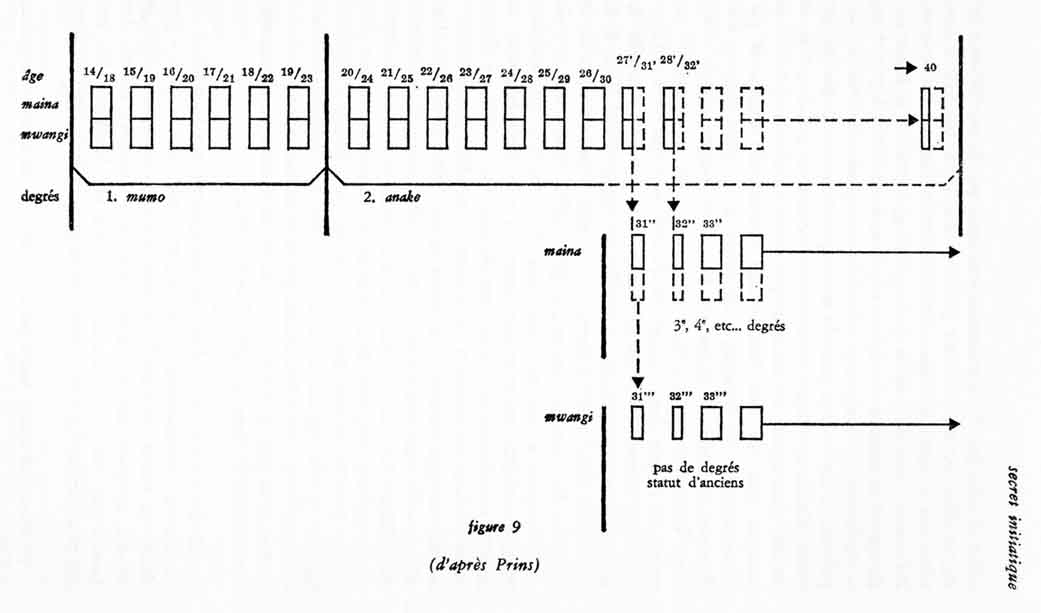 âge 14/18 15/19 16/20 17/21 18/22 19/23 20/24 21/25 22/26 23/27 24/28 25/29 26/30 27'/31' 28'/32' 40
maina
mwangi
degrés 1. mumo 2. anake
31" 32" 33"
maina
3e, 4e, etc... degrés
31''' 32''' 33'''
mwangi
pas de degrés
statut d'anciens
figure 9
(d'après Prins)
secret initiatique